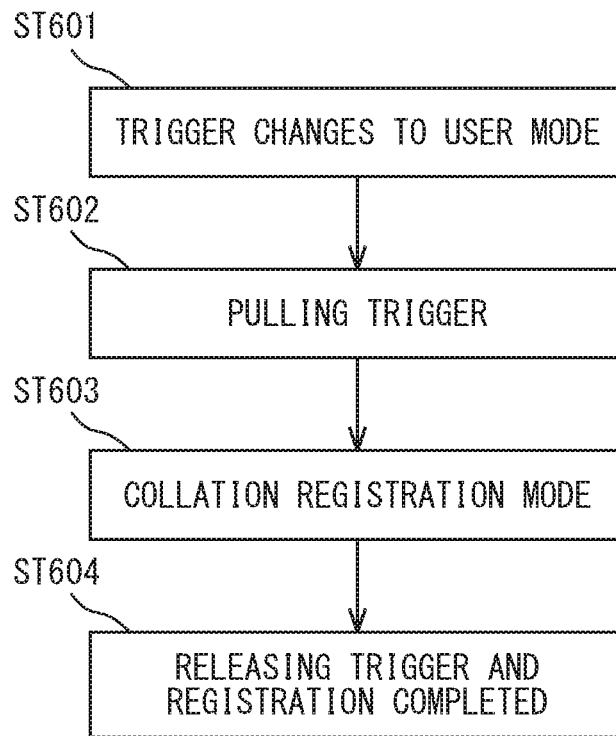 ST601
TRIGGER CHANGES TO USER MODE
ST602
PULLING TRIGGER
ST603
COLLATION REGISTRATION MODE
ST604
RELEASING TRIGGER AND
REGISTRATION COMPLETED